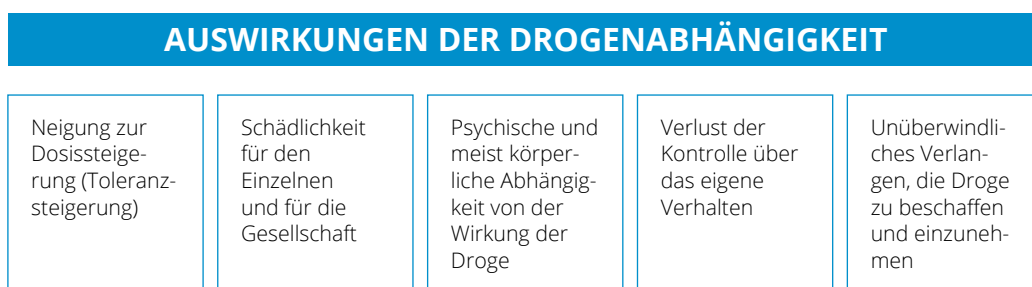 AUSWIRKUNGEN DER DROGENABHÄNGIGKEIT
Neigung zur
Dosissteige-
rung (Toleranz-
steigerung)
Schädlichkeit
für den
Einzelnen
und für die
Gesellschaft
Psychische und
meist körper-
liche Abhängig-
keit von der
Wirkung der
Droge
Verlust der
Kontrolle über
das eigene
Verhalten
Unüberwindli-
ches Verlan-
gen, die Droge
zu beschaffen
und einzuneh-
men